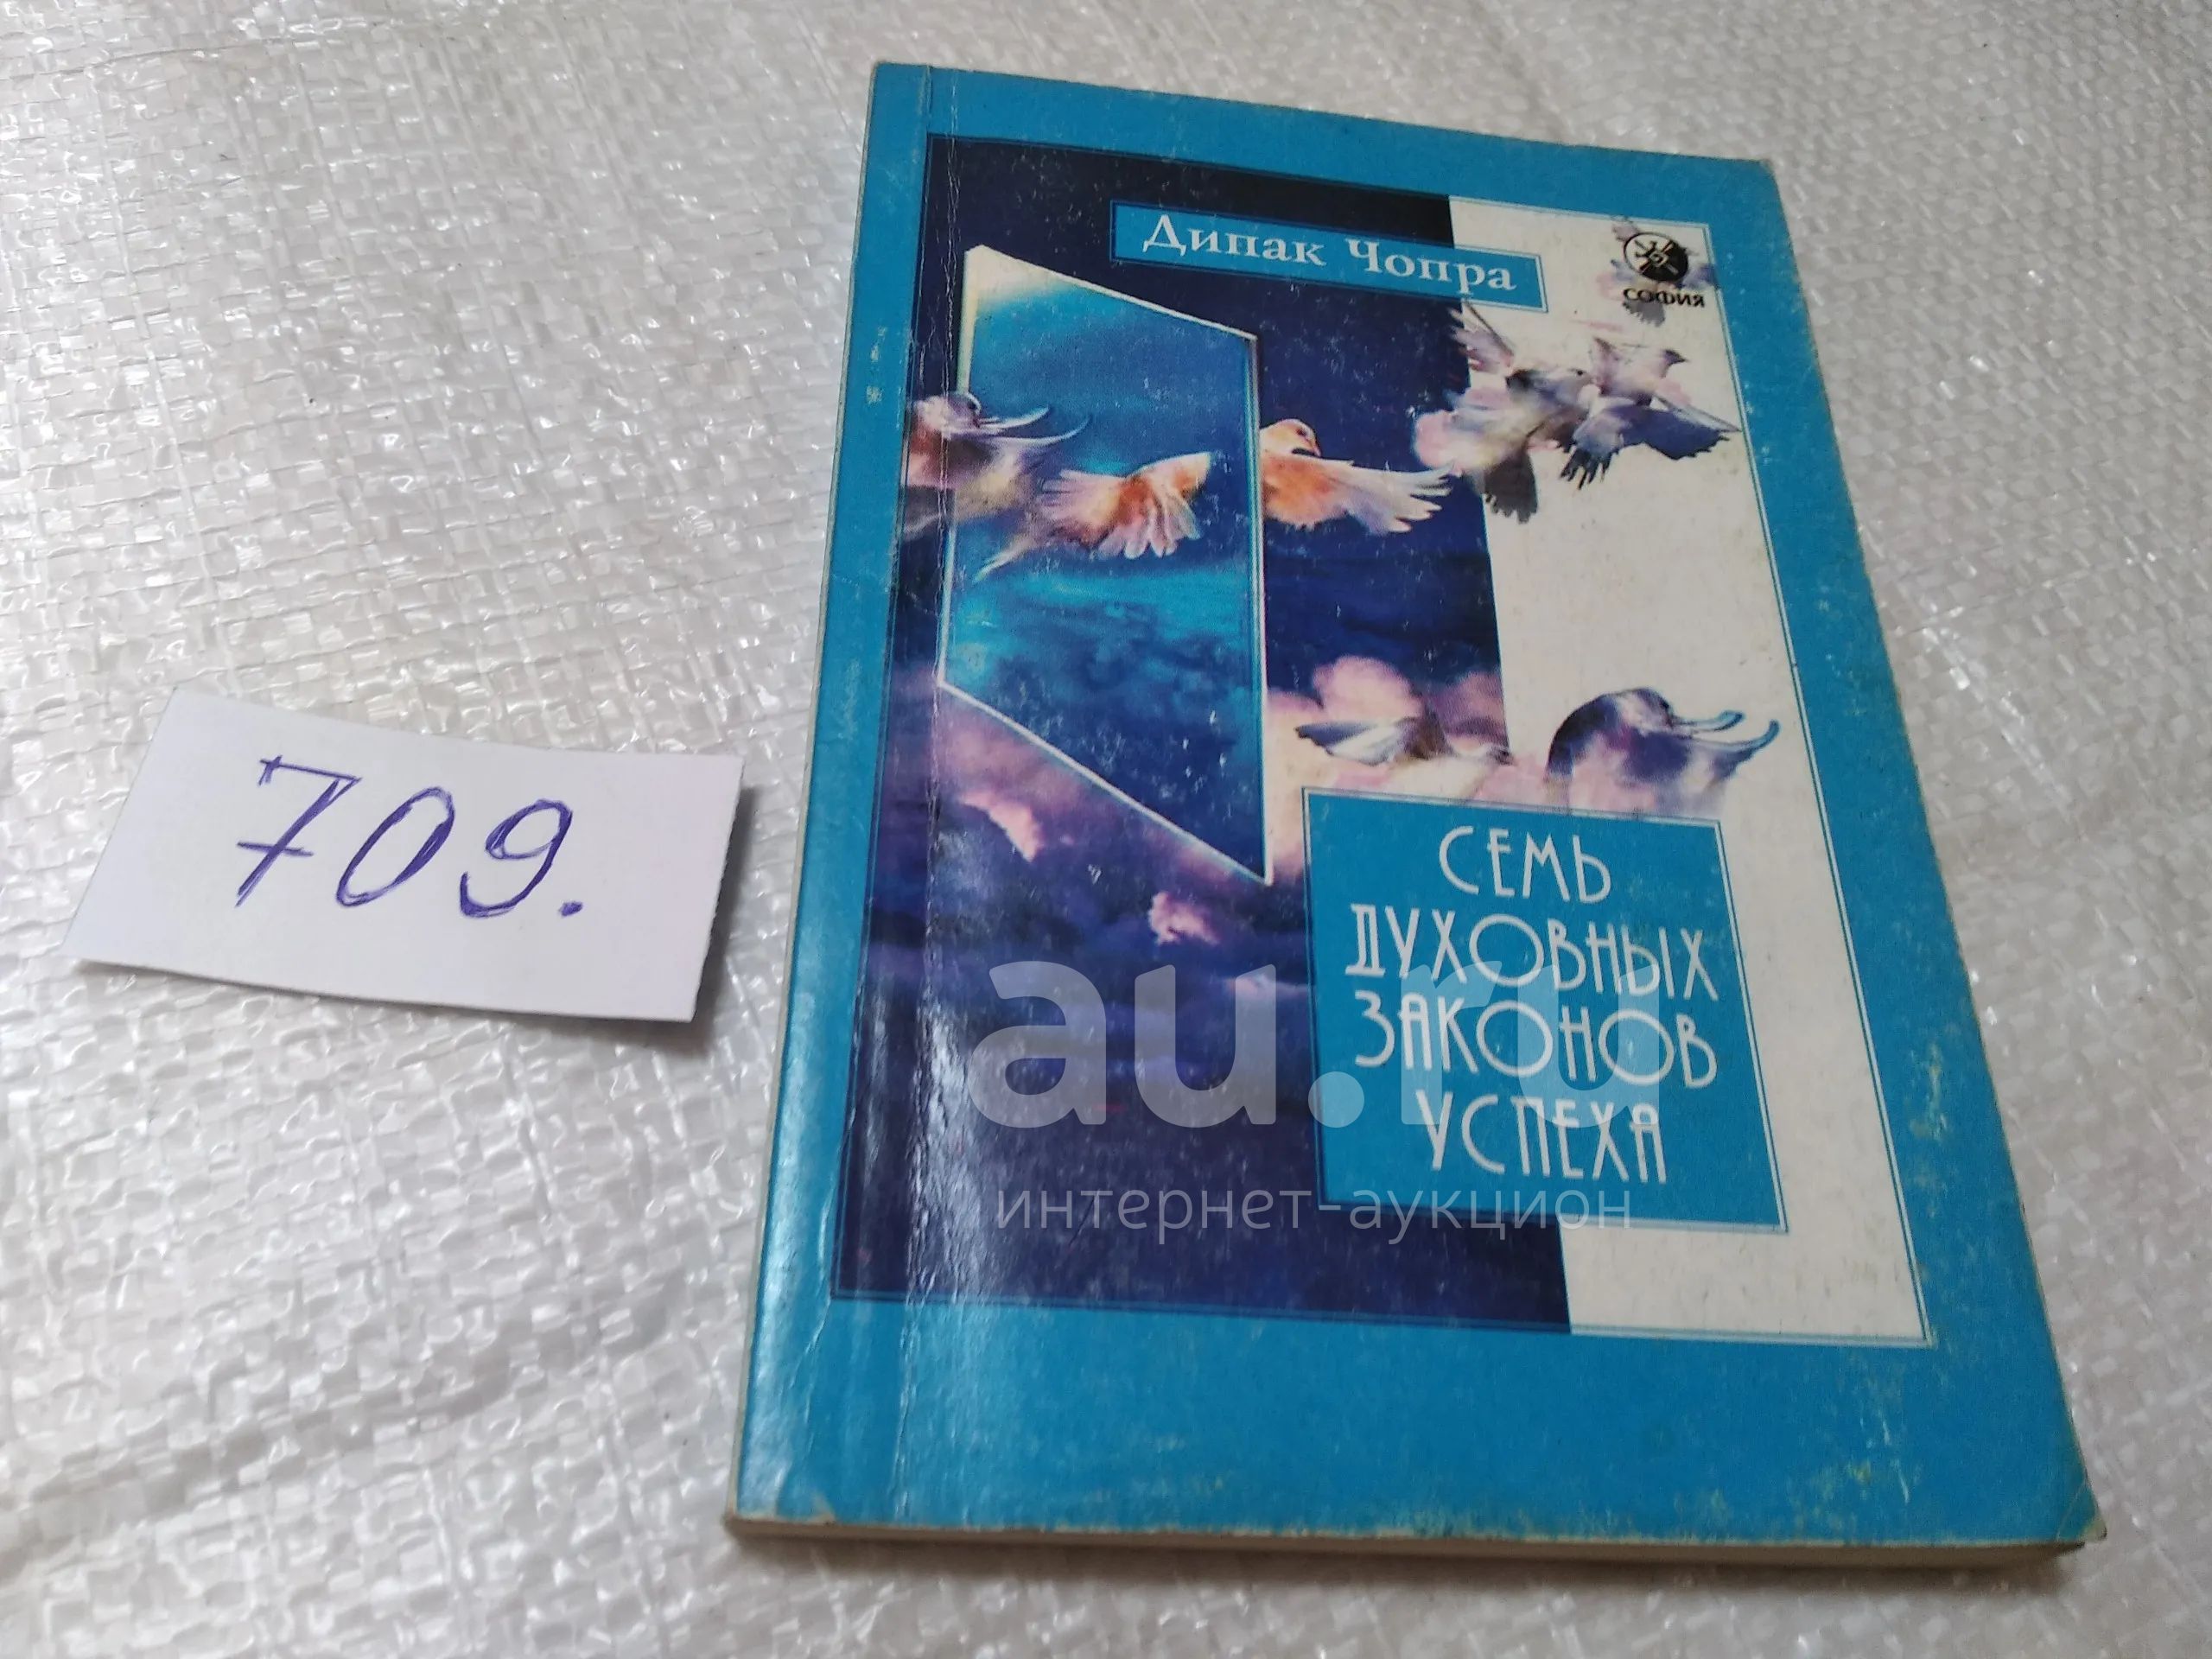 Дипак Чопра
СОФИЯ
709.
СЕМЬ
ДУХОВНЫХ
ЗАКОНОВ
УСПЕХА
au.ru
интернет-аукцион